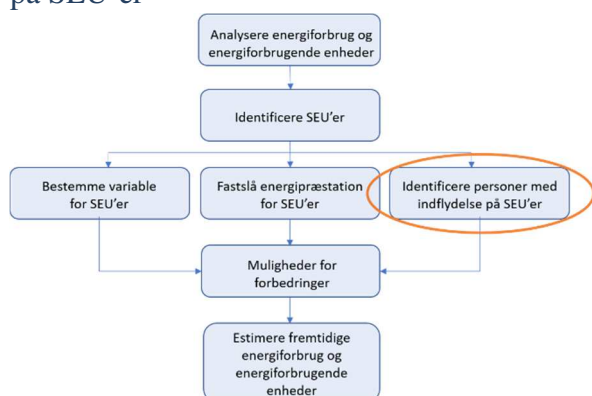 på SEU'er
Analysere energiforbrug og
energiforbrugende enheder
Identificere SEU'er
Bestemme variable
for SEU'er
Fastslå energipræstation
for SEU'er
Identificere personer med
indflydelse på SEU'er
Muligheder for
forbedringer
Estimere fremtidige
energiforbrug og
energiforbrugende
enheder